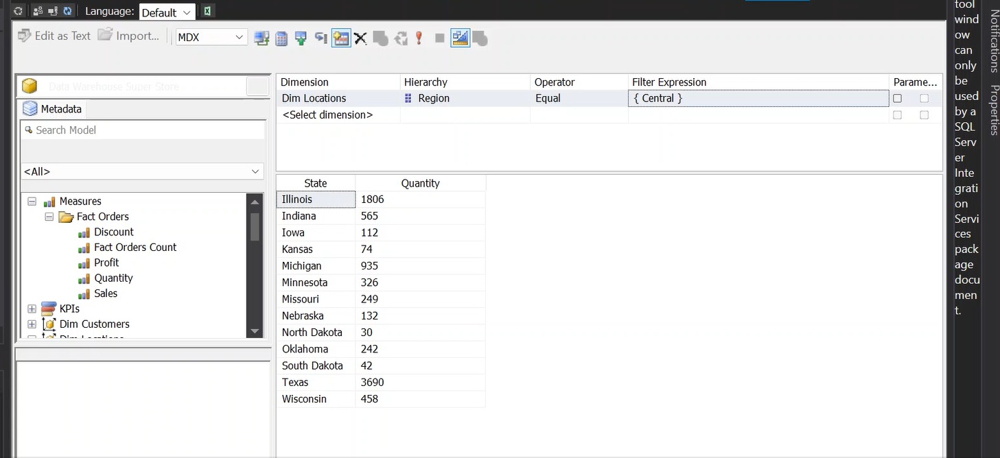 Language: Default
Edit as Text Import... MDX
Data Warehouse Super Store
Metadata
Search Model
<All>
Measures
Fact Orders
Discount
Fact Orders Count
Profit
Quantity
Sales
KPIs
Dim Customers
Dim Locations
Dimension Hierarchy Operator Filter Expression Parame...
Dim Locations Region Equal { Central }
<Select dimension>
State Quantity
Illinois 1806
Indiana 565
Iowa 112
Kansas 74
Michigan 935
Minnesota 326
Missouri 249
Nebraska 132
North Dakota 30
Oklahoma 242
South Dakota 42
Texas 3690
Wisconsin 458
tool
wind
ow
can
only
be
used
by a
SQL
Serv
er
Inte
grati
on
Servi
ces
pack
age
docu
men
t.
Notifications
Properties